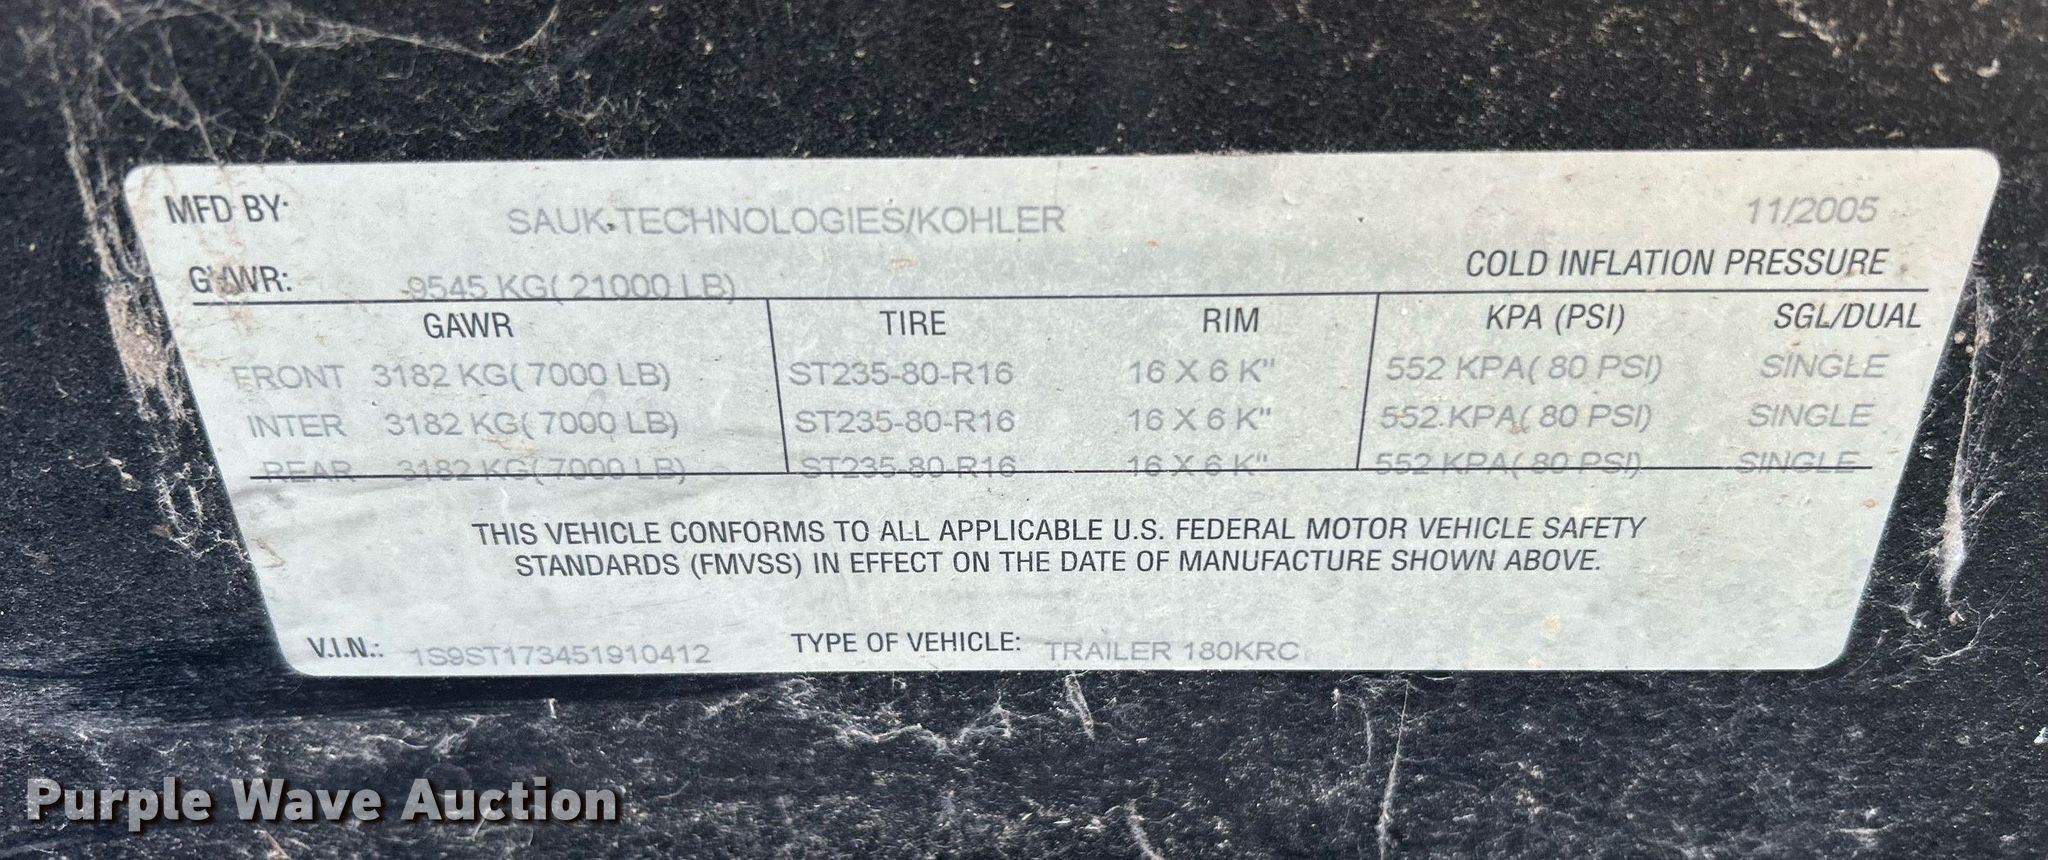 MFD BY: SAUK TECHNOLOGIES/KOHLER 11/2005
GVWR: 9545 KG( 21000 LB) COLD INFLATION PRESSURE
GAWR TIRE RIM KPA (PSI) SGL/DUAL
FRONT 3182 KG( 7000 LB) ST235-80-R16 16 X 6 K" 552 KPA( 80 PSI) SINGLE
INTER 3182 KG( 7000 LB) ST235-80-R16 16 X 6 K" 552 KPA( 80 PSI) SINGLE
REAR 3182 KG( 7000 LB) ST235-80-R16 16 X 6 K" 552 KPA( 80 PSI) SINGLE
THIS VEHICLE CONFORMS TO ALL APPLICABLE U.S. FEDERAL MOTOR VEHICLE SAFETY
STANDARDS (FMVSS) IN EFFECT ON THE DATE OF MANUFACTURE SHOWN ABOVE.
V.I.N.: 1S9ST173451910412 TYPE OF VEHICLE: TRAILER 180KRC
Purple Wave Auction